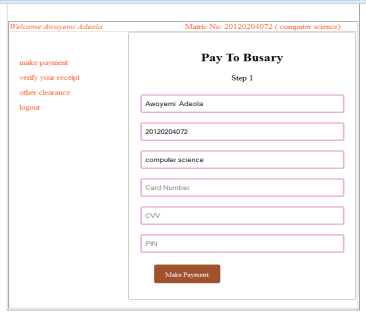 Welcome Awoyemi Adeola
Matric No: 20120204072 ( computer science)
make payment
verify your receipt
other clearance
logout
Pay To Busary
Step 1
Awoyemi Adeola
20120204072
computer science
Card Number
CVV
PIN
Make Payment